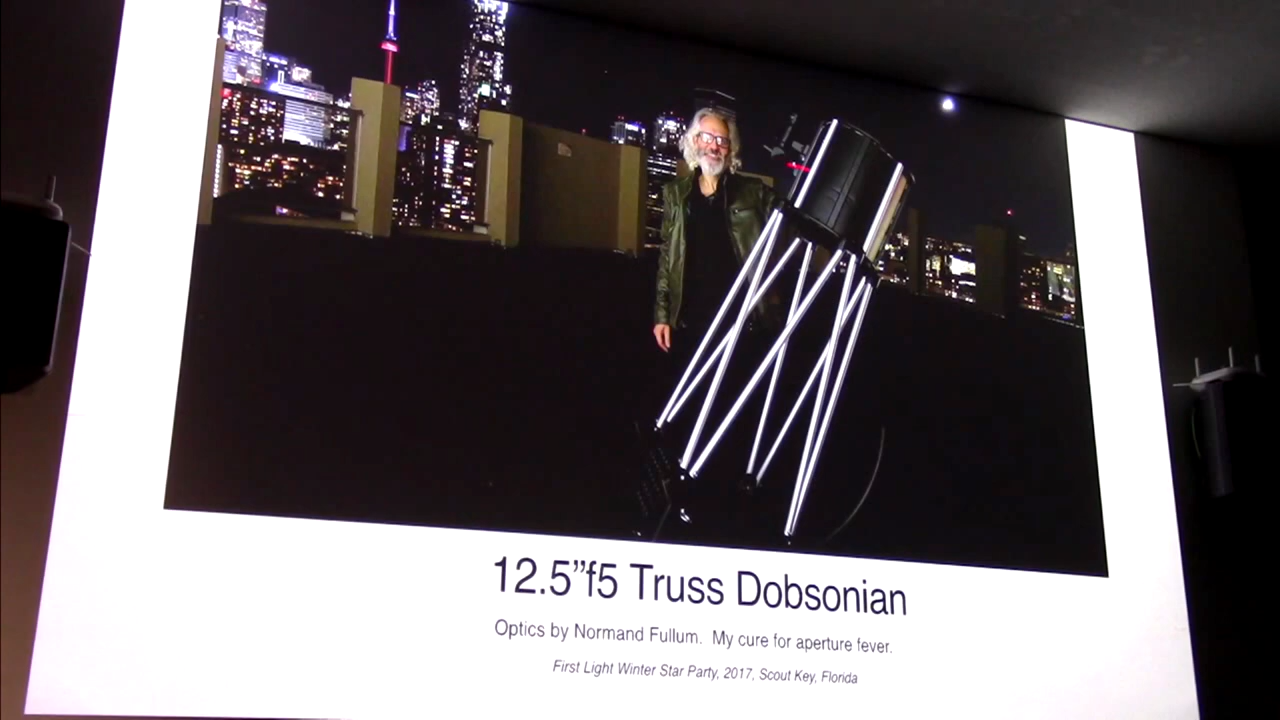 12.5”f5 Truss Dobsonian
Optics by Normand Fullum.  My cure for aperture fever.
First Light Winter Star Party, 2017, Scout Key, Florida